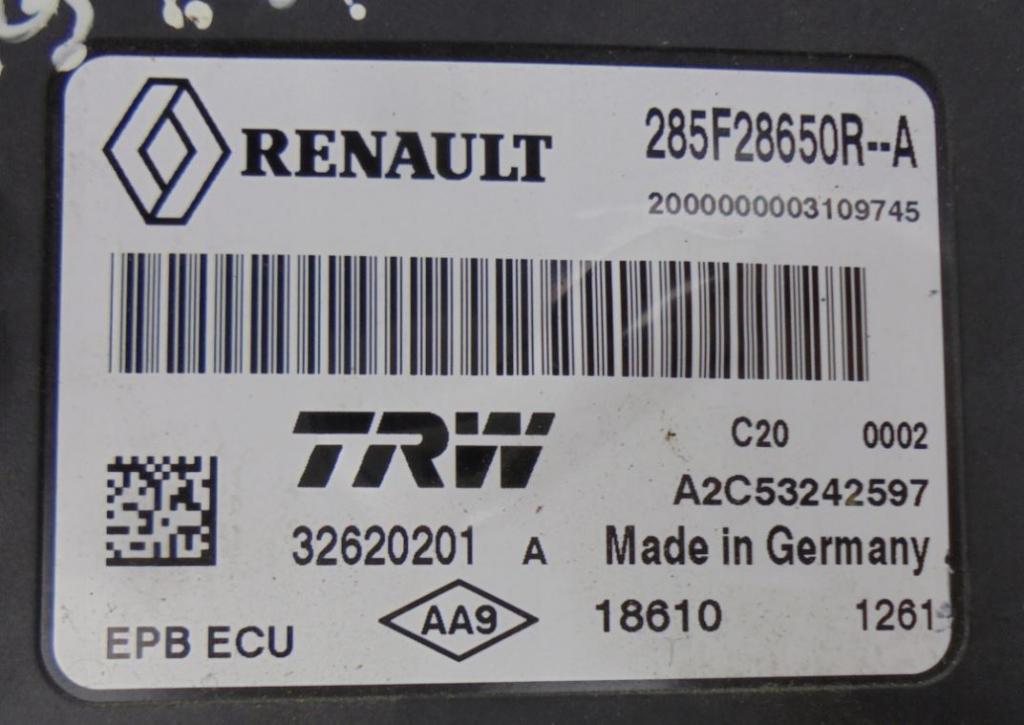 RENAULT
285F28650R--A
2000000003109745
TRW
C20 0002
A2C53242597
32620201 A Made in Germany
EPB ECU AA9 18610 1261